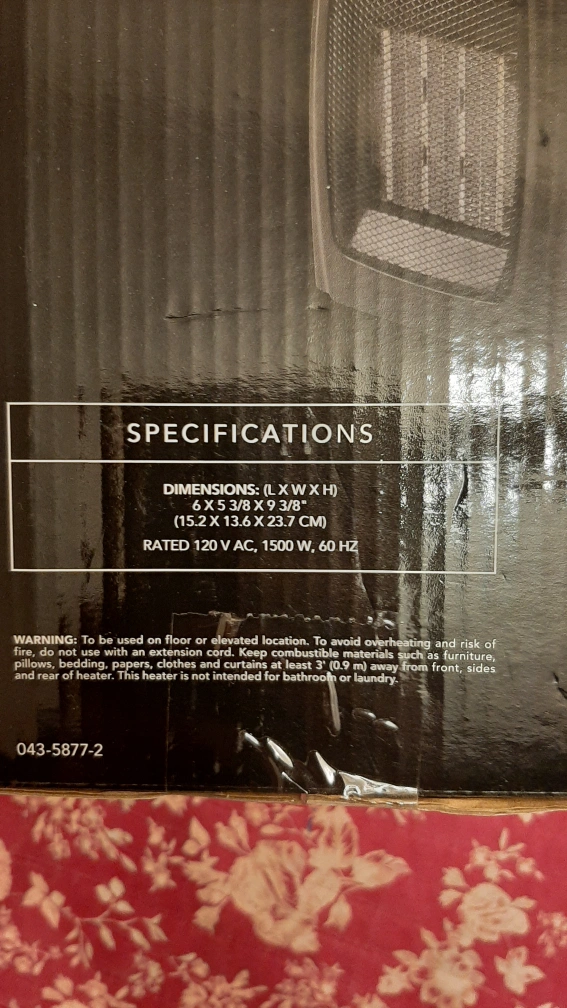 SPECIFICATIONS
DIMENSIONS: (L X W X H)
6 X 5 3/8 X 9 3/8"
(15.2 X 13.6 X 23.7 CM)
RATED 120 V AC, 1500 W, 60 HZ
WARNING: To be used on floor or elevated location. To avoid overheating and risk of
fire, do not use with an extension cord. Keep combustible materials such as furniture,
pillows, bedding, papers, clothes and curtains at least 3' (0.9 m) away from front, sides
and rear of heater. This heater is not intended for bathroom or laundry.
043-5877-2